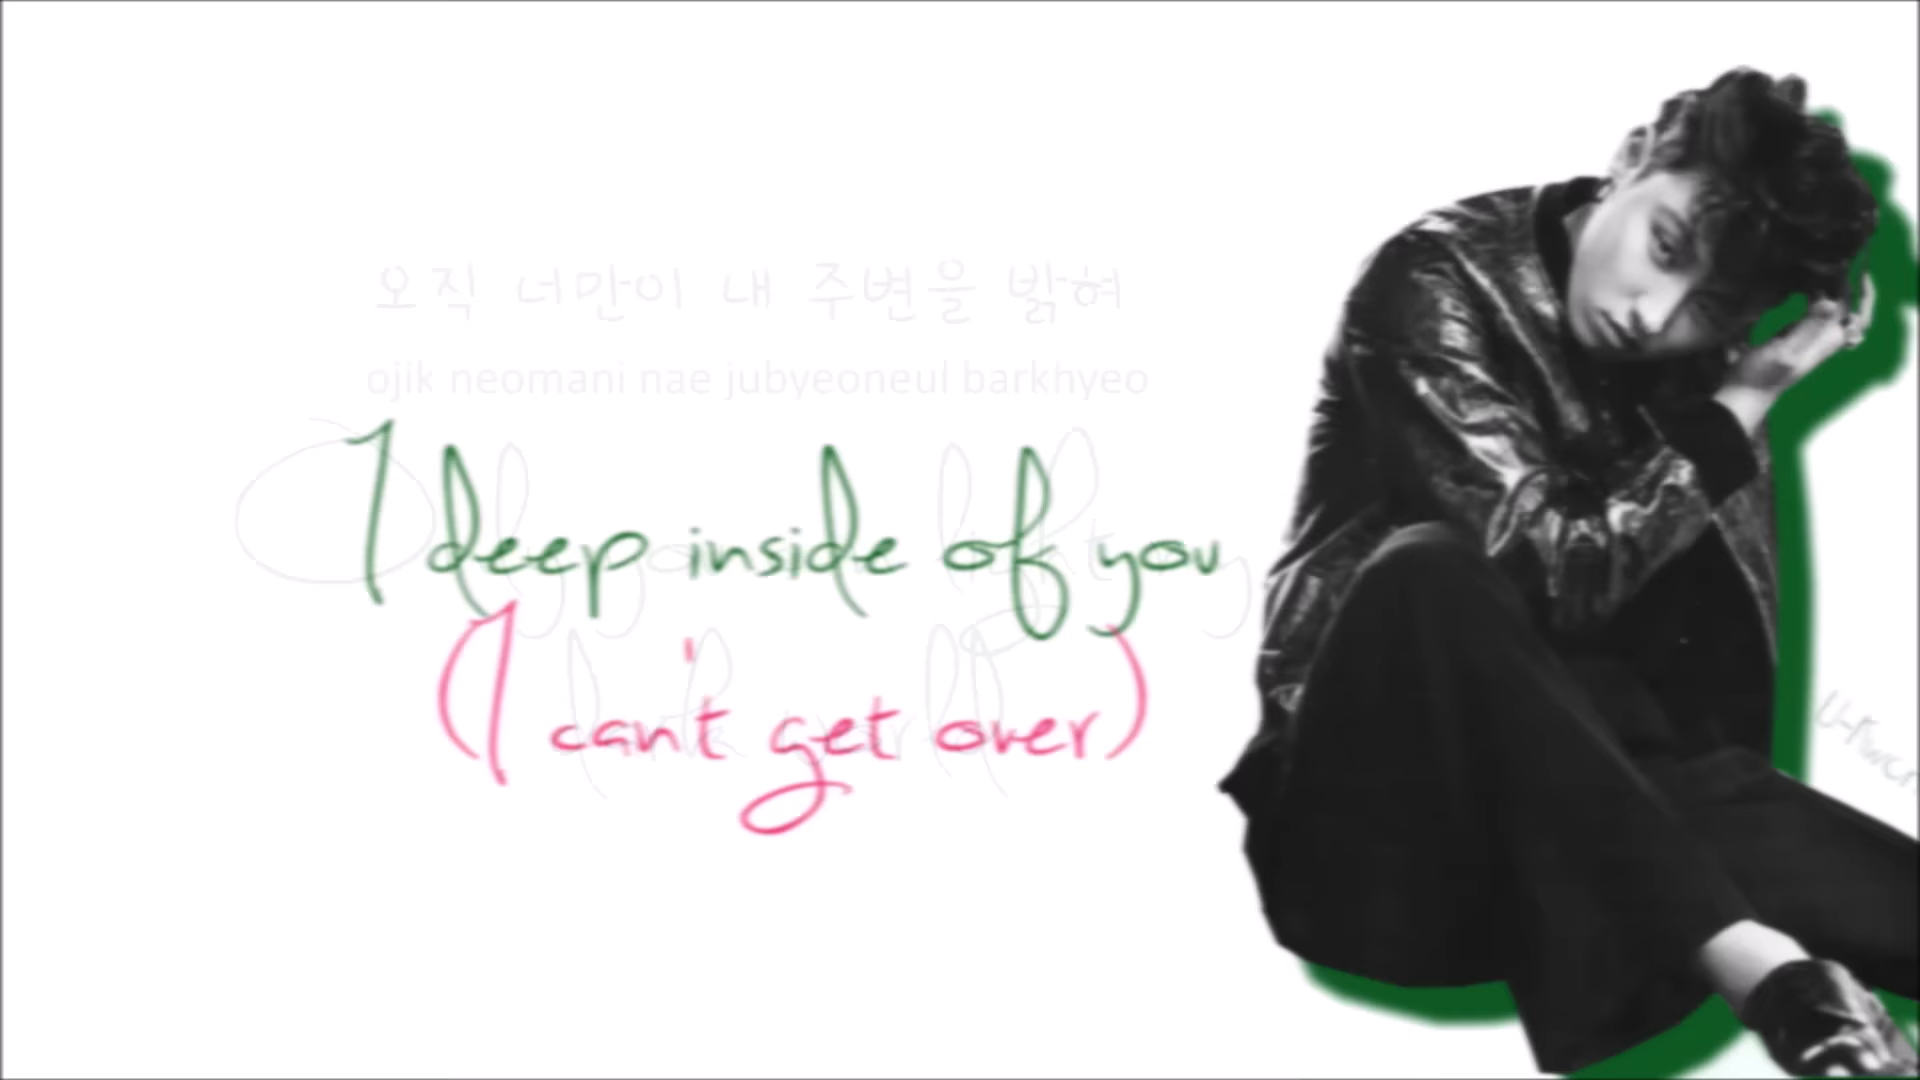 오직 너만이 내 주변을 밝혀
ojik neomani nae jubyeoneul barkhyeo
I deep inside of you
(I can't get over)
U-Kwon